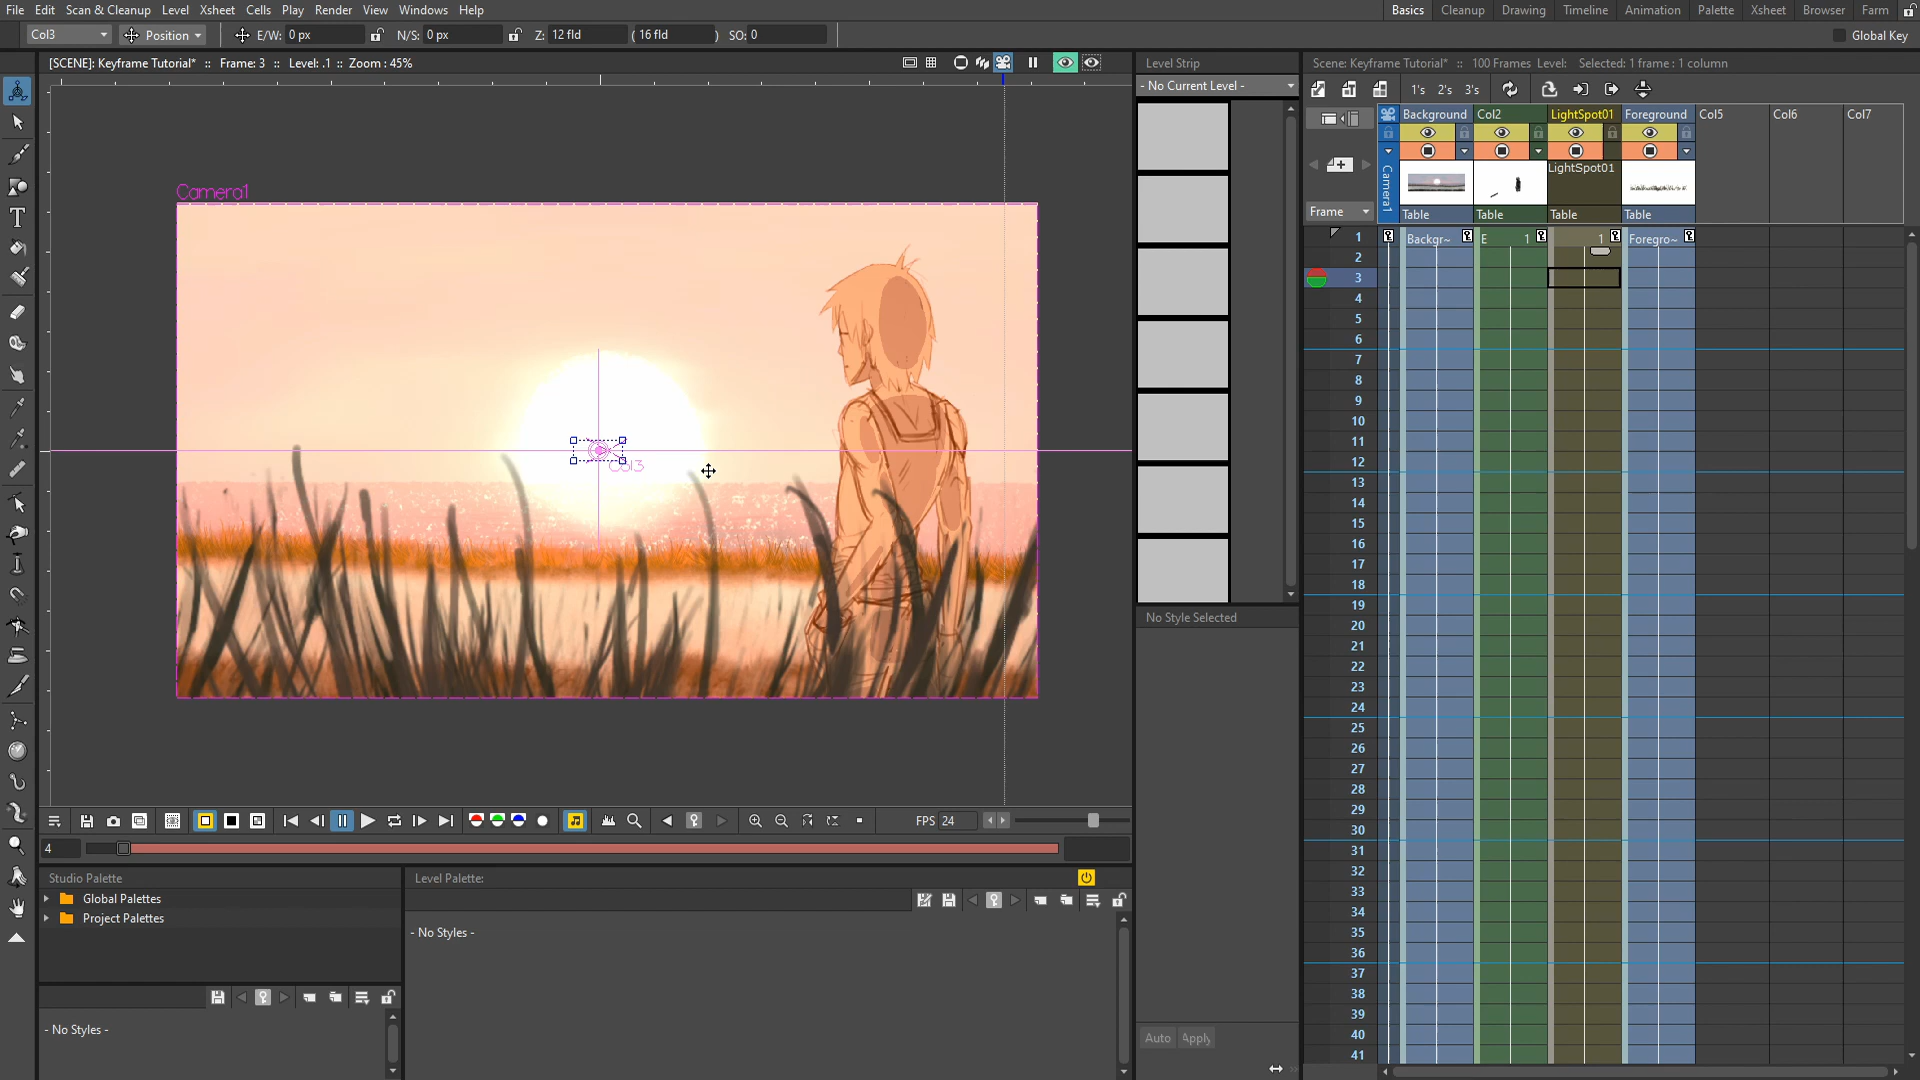 File Edit Scan & Cleanup Level Xsheet Cells Play Render View Windows Help
Basics Cleanup Drawing Timeline Animation Palette Xsheet Browser Farm
Col3 Position E/W: 0 px N/S: 0 px Z: 12 fld ( 16 fld ) SO: 0
Global Key
[SCENE]: Keyframe Tutorial* :: Frame: 3 :: Level: .1 :: Zoom : 45%
Level Strip
Scene: Keyframe Tutorial* :: 100 Frames Level: Selected: 1 frame : 1 column
- No Current Level -
1's 2's 3's
Background Col2 LightSpot01 Foreground Col5 Col6 Col7
LightSpot01
Camera1
Frame
Table Table Table Table
Camera1
Col3
1 Backgr~ E 1 1 Foregro~
2
3
4
5
6
7
8
9
10
11
12
13
14
15
16
17
18
19
20
21
22
23
24
25
26
27
28
29
30
31
32
33
34
35
36
37
38
39
40
41
No Style Selected
FPS 24
4
Studio Palette
Global Palettes
Project Palettes
- No Styles -
Level Palette:
- No Styles -
Auto Apply